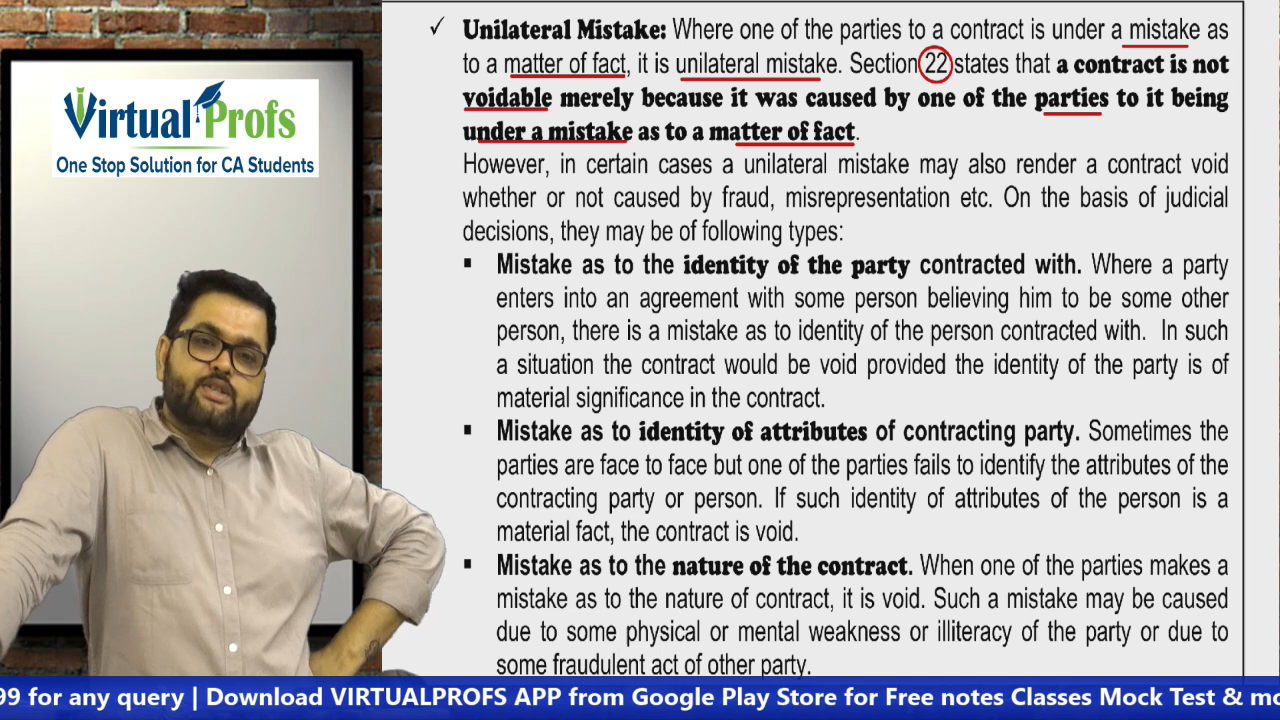 Virtual Profs
One Stop Solution for CA Students
✓ Unilateral Mistake: Where one of the parties to a contract is under a mistake as
to a matter of fact, it is unilateral mistake. Section 22 states that a contract is not
voidable merely because it was caused by one of the parties to it being
under a mistake as to a matter of fact.
However, in certain cases a unilateral mistake may also render a contract void
whether or not caused by fraud, misrepresentation etc. On the basis of judicial
decisions, they may be of following types:
▪ Mistake as to the identity of the party contracted with. Where a party
enters into an agreement with some person believing him to be some other
person, there is a mistake as to identity of the person contracted with. In such
a situation the contract would be void provided the identity of the party is of
material significance in the contract.
▪ Mistake as to identity of attributes of contracting party. Sometimes the
parties are face to face but one of the parties fails to identify the attributes of the
contracting party or person. If such identity of attributes of the person is a
material fact, the contract is void.
▪ Mistake as to the nature of the contract. When one of the parties makes a
mistake as to the nature of contract, it is void. Such a mistake may be caused
due to some physical or mental weakness or illiteracy of the party or due to
some fraudulent act of other party.
99 for any query | Download VIRTUALPROFS APP from Google Play Store for Free notes Classes Mock Test & mo